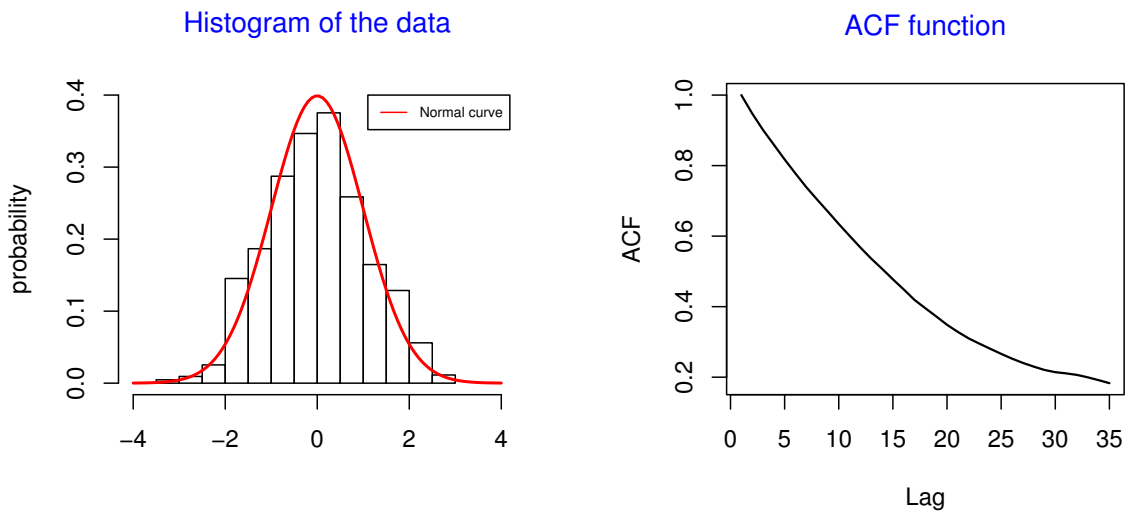 Histogram of the data
probability
0.0 0.1 0.2 0.3 0.4
Normal curve
−4 −2 0 2 4
ACF function
ACF
0.2 0.4 0.6 0.8 1.0
0 5 10 15 20 25 30 35
Lag